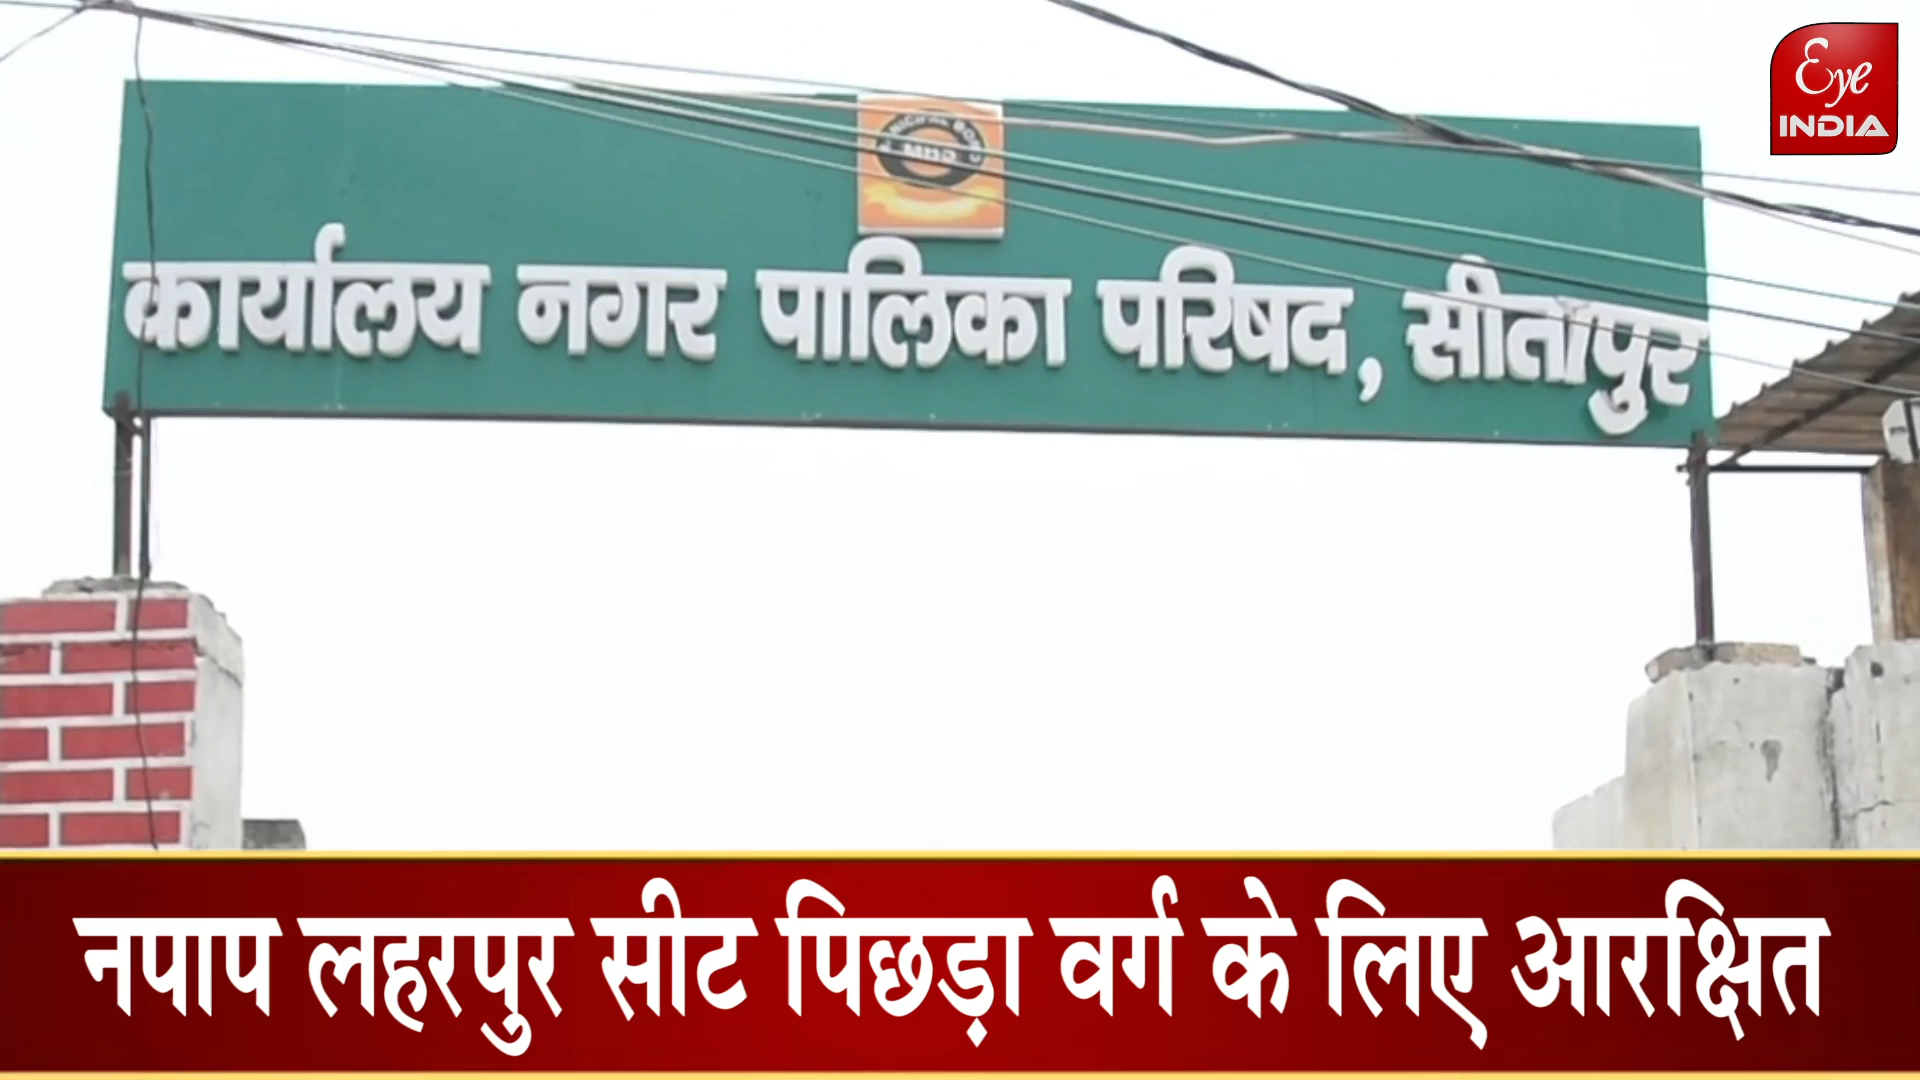 Eye
INDIA
कार्यालय नगर पालिका परिषद, सीतापुर
नपाप लहरपुर सीट पिछड़ा वर्ग के लिए आरक्षित